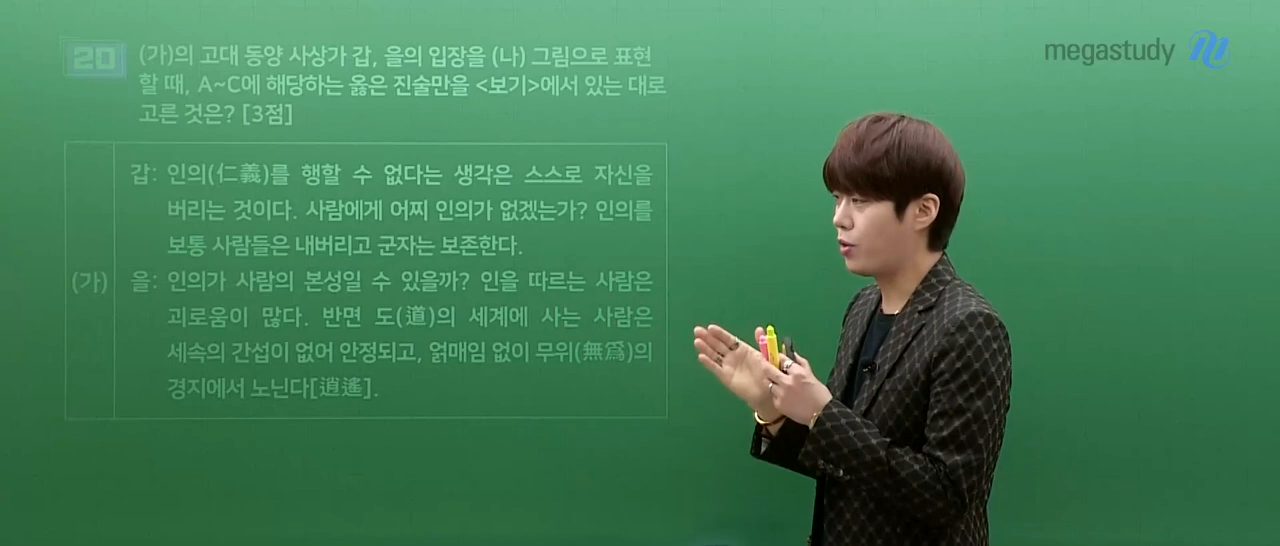 megastudy
20 (가)의 고대 동양 사상가 갑, 을의 입장을 (나) 그림으로 표현
할 때, A~C에 해당하는 옳은 진술만을 <보기>에서 있는 대로
고른 것은? [3점]
갑: 인의(仁義)를 행할 수 없다는 생각은 스스로 자신을
버리는 것이다. 사람에게 어찌 인의가 없겠는가? 인의를
보통 사람들은 내버리고 군자는 보존한다.
(가) 을: 인의가 사람의 본성일 수 있을까? 인을 따르는 사람은
괴로움이 많다. 반면 도(道)의 세계에 사는 사람은
세속의 간섭이 없어 안정되고, 얽매임 없이 무위(無爲)의
경지에서 노닌다[逍遙].